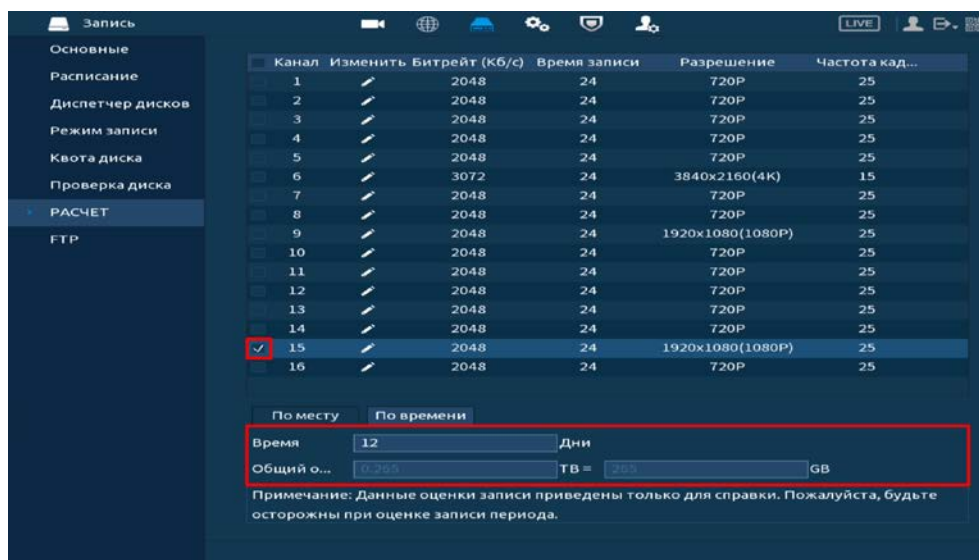 Запись LIVE
Основные
Расписание
Диспетчер дисков
Режим записи
Квота диска
Проверка диска
РАСЧЕТ
FTP
Канал Изменить Битрейт (Кб/с) Время записи Разрешение Частота кад...
1 2048 24 720P 25
2 2048 24 720P 25
3 2048 24 720P 25
4 2048 24 720P 25
5 2048 24 720P 25
6 3072 24 3840x2160(4K) 15
7 2048 24 720P 25
8 2048 24 720P 25
9 2048 24 1920x1080(1080P) 25
10 2048 24 720P 25
11 2048 24 720P 25
12 2048 24 720P 25
13 2048 24 720P 25
14 2048 24 720P 25
15 2048 24 1920x1080(1080P) 25
16 2048 24 720P 25
По месту По времени
Время 12 Дни
Общий о... 0.265 TB = 265 GB
Примечание: Данные оценки записи приведены только для справки. Пожалуйста, будьте
осторожны при оценке записи периода.